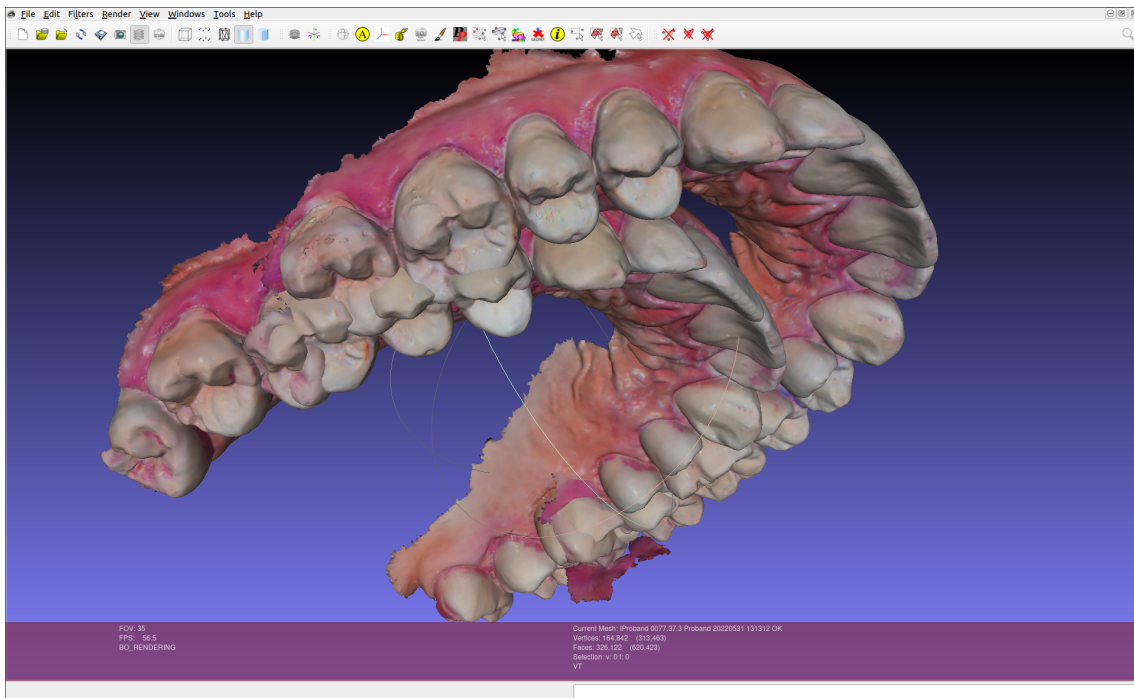 File Edit Filters Render View Windows Tools Help
A
i
FOV: 35
FPS: 56.5
BO_RENDERING
Current Mesh: IProband 0077.37.3 Proband 20220531 131312 OK
Vertices: 164,842 (313,463)
Faces: 326,122 (620,423)
Selection: v: 0 f: 0
VT